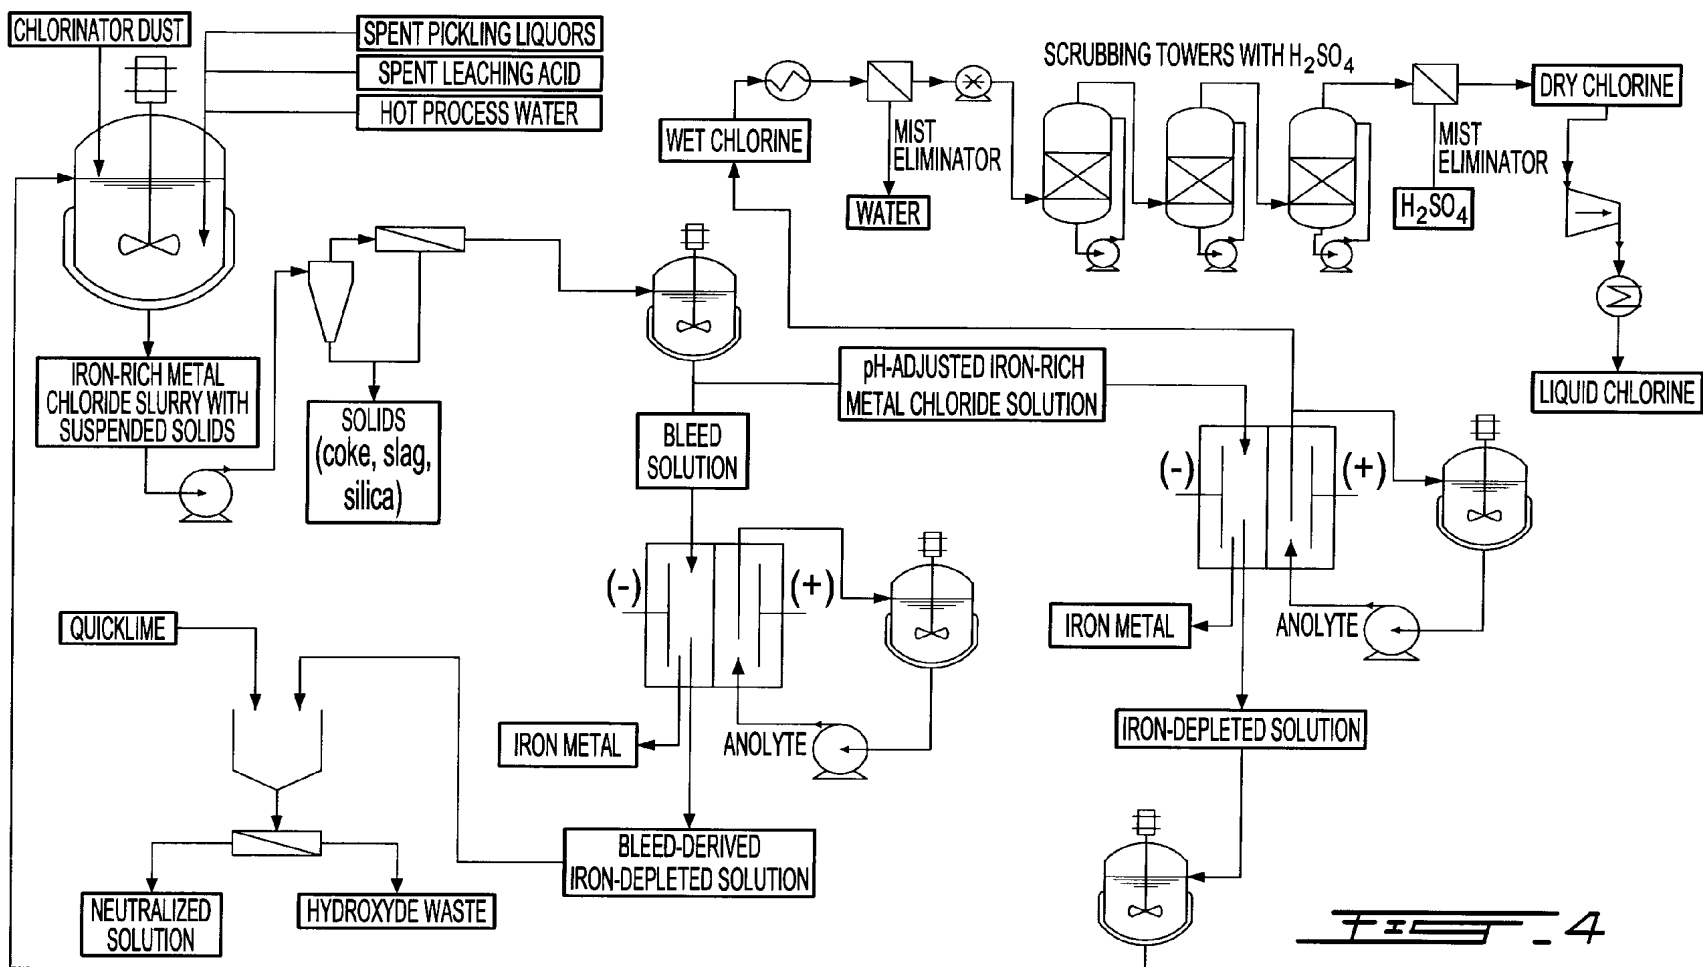 CHLORINATOR DUST
SPENT PICKLING LIQUORS
SPENT LEACHING ACID
HOT PROCESS WATER
SCRUBBING TOWERS WITH H2SO4
WET CHLORINE
MIST
ELIMINATOR
WATER
DRY CHLORINE
MIST
ELIMINATOR
H2SO4
LIQUID CHLORINE
IRON-RICH METAL
CHLORIDE SLURRY WITH
SUSPENDED SOLIDS
SOLIDS
(coke, slag,
silica)
pH-ADJUSTED IRON-RICH
METAL CHLORIDE SOLUTION
BLEED
SOLUTION
(-)
(+)
(-)
(+)
QUICKLIME
IRON METAL
ANOLYTE
IRON METAL
ANOLYTE
IRON-DEPLETED SOLUTION
BLEED-DERIVED
IRON-DEPLETED SOLUTION
NEUTRALIZED
SOLUTION
HYDROXYDE WASTE
FIG. 4